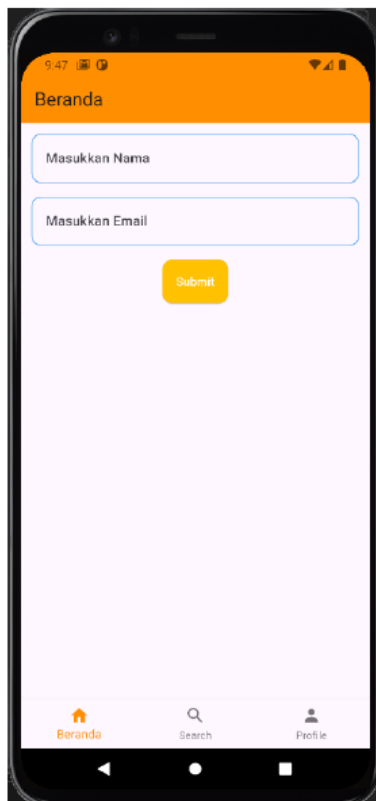 9:47
Beranda
Masukkan Nama
Masukkan Email
Submit
Beranda Search Profile